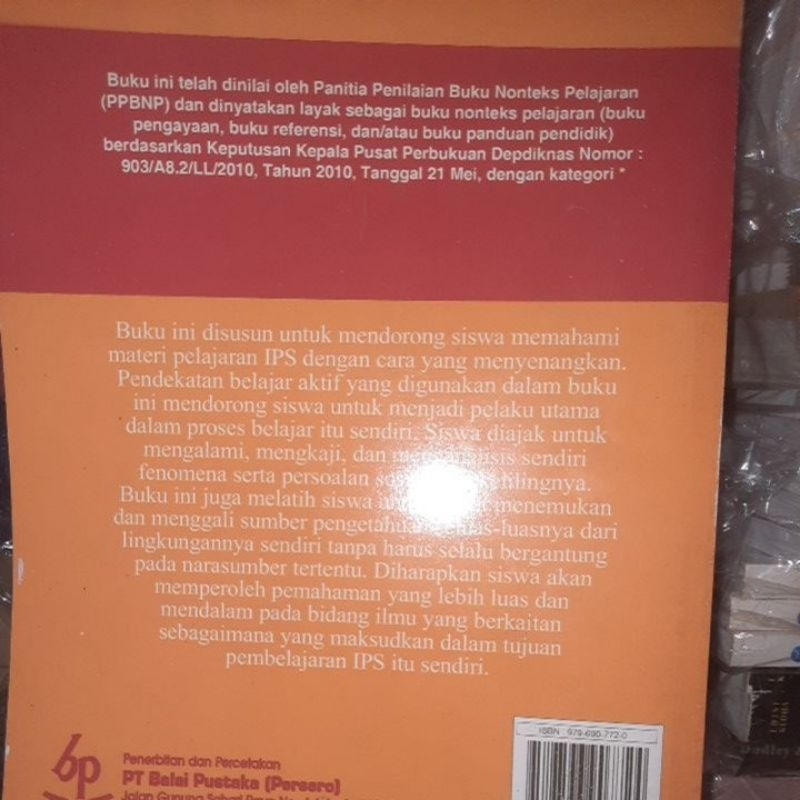 Buku ini telah dinilai oleh Panitia Penilaian Buku Nonteks Pelajaran
(PPBNP) dan dinyatakan layak sebagai buku nonteks pelajaran (buku
pengayaan, buku referensi, dan/atau buku panduan pendidik)
berdasarkan Keputusan Kepala Pusat Perbukuan Depdiknas Nomor :
903/A8.2/LL/2010, Tahun 2010, Tanggal 21 Mei, dengan kategori *
Buku ini disusun untuk mendorong siswa memahami
materi pelajaran IPS dengan cara yang menyenangkan.
Pendekatan belajar aktif yang digunakan dalam buku
ini mendorong siswa untuk menjadi pelaku utama
dalam proses belajar itu sendiri. Siswa diajak untuk
mengalami, mengkaji, dan menganalisis sendiri
fenomena serta persoalan
Buku ini juga melatih siswa menemukan
dan menggali sumber pengetahuan dari
lingkungannya sendiri tanpa harus selalu bergantung
pada narasumber tertentu. Diharapkan siswa akan
memperoleh pemahaman yang lebih luas dan
mendalam pada bidang ilmu yang berkaitan
sebagaimana yang maksudkan dalam tujuan
pembelajaran IPS itu sendiri.
ISBN 979-690-772-0
bp
Penerbitan dan Percetakan
PT Balai Pustaka (Persero)